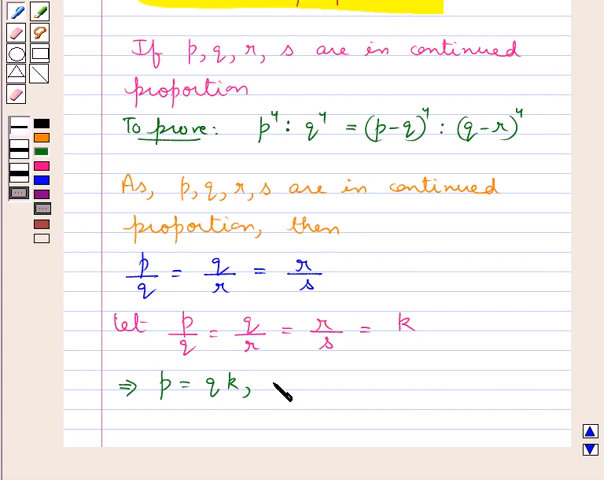 If p, q, r, s are in continued
proportion
To prove: p⁴ : q⁴ = (p-q)⁴ : (q-r)⁴
As, p, q, r, s are in continued
proportion, then
p/q = q/r = r/s
let p/q = q/r = r/s = k
⇒ p = qk,